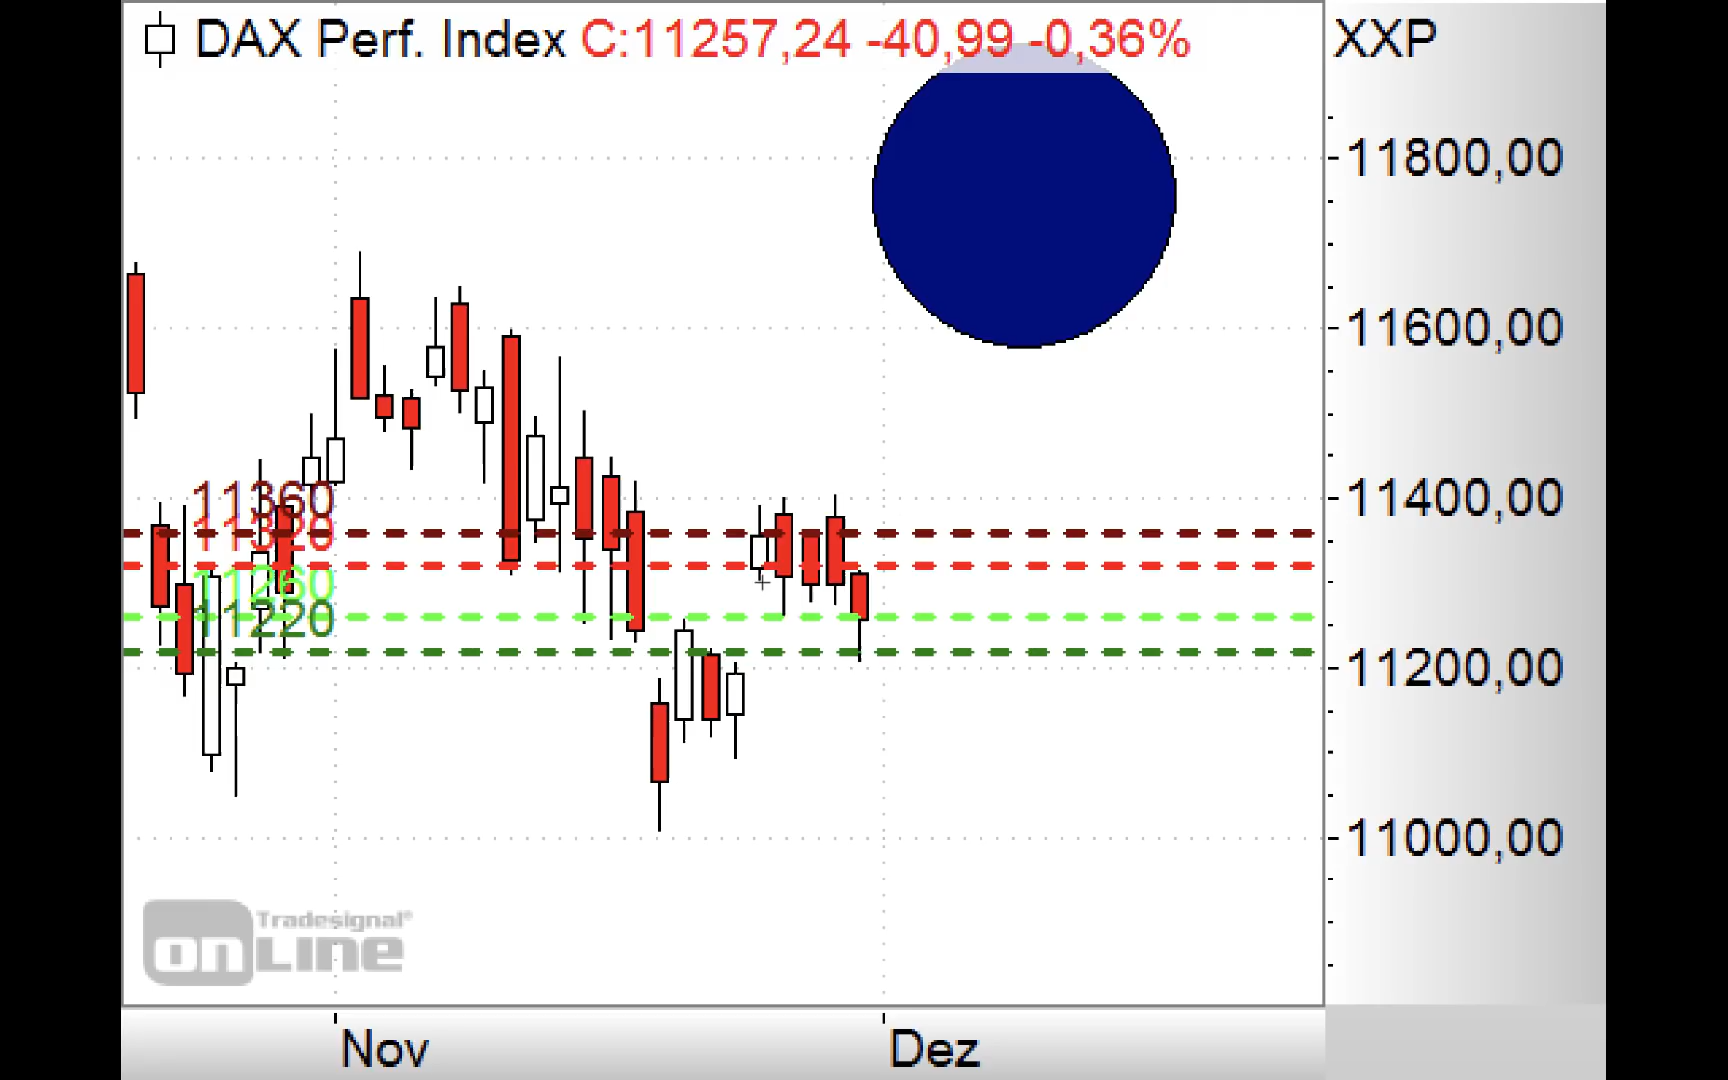 DAX Perf. Index C:11257,24 -40,99 -0,36%
XXP
11800,00
11600,00
11400,00
11200,00
11000,00
11360
11320
11260
11220
Tradesignal®
onLine
Nov
Dez